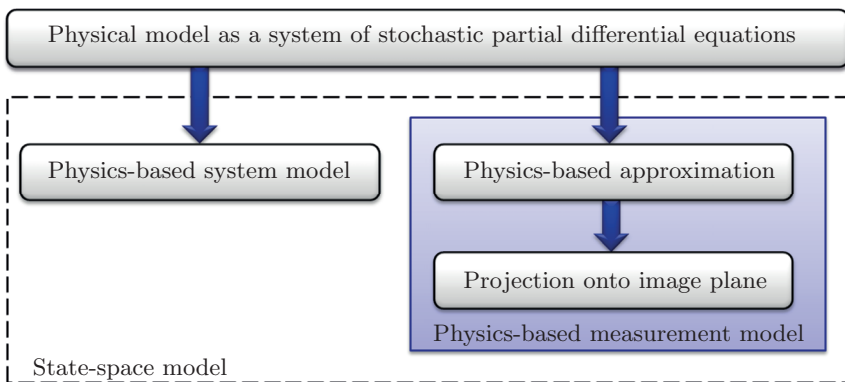 Physical model as a system of stochastic partial differential equations
Physics-based system model
Physics-based approximation
Projection onto image plane
Physics-based measurement model
State-space model